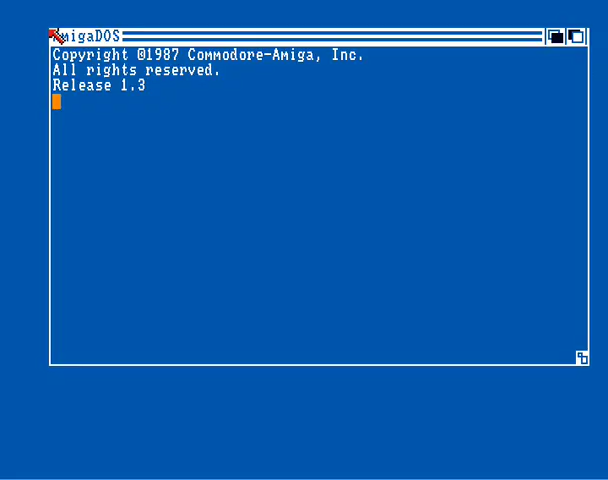 AmigaDOS
Copyright ©1987 Commodore-Amiga, Inc.
All rights reserved.
Release 1.3